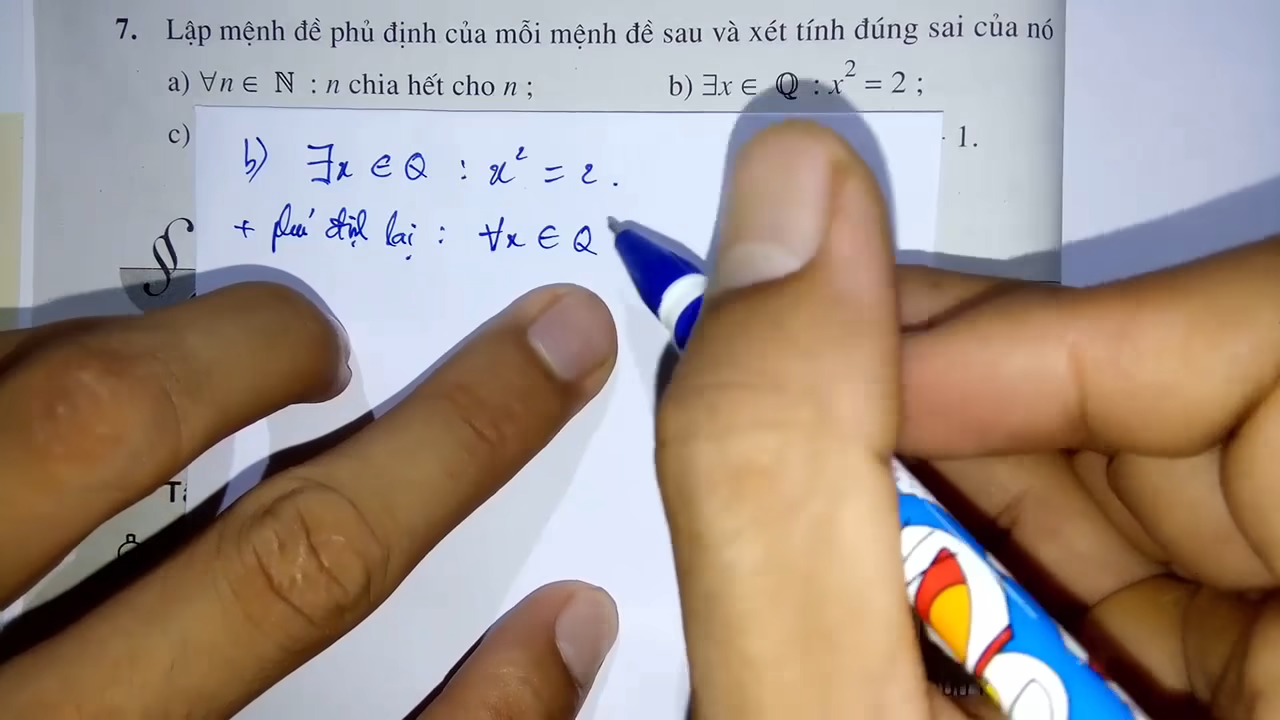 7. Lập mệnh đề phủ định của mỗi mệnh đề sau và xét tính đúng sai của nó
a) ∀n ∈ ℕ : n chia hết cho n ;
b) ∃x ∈ ℚ : x² = 2 ;
c)
1.
b) ∃x ∈ Q : x² = 2.
+ phủ định lại : ∀x ∈ Q
§